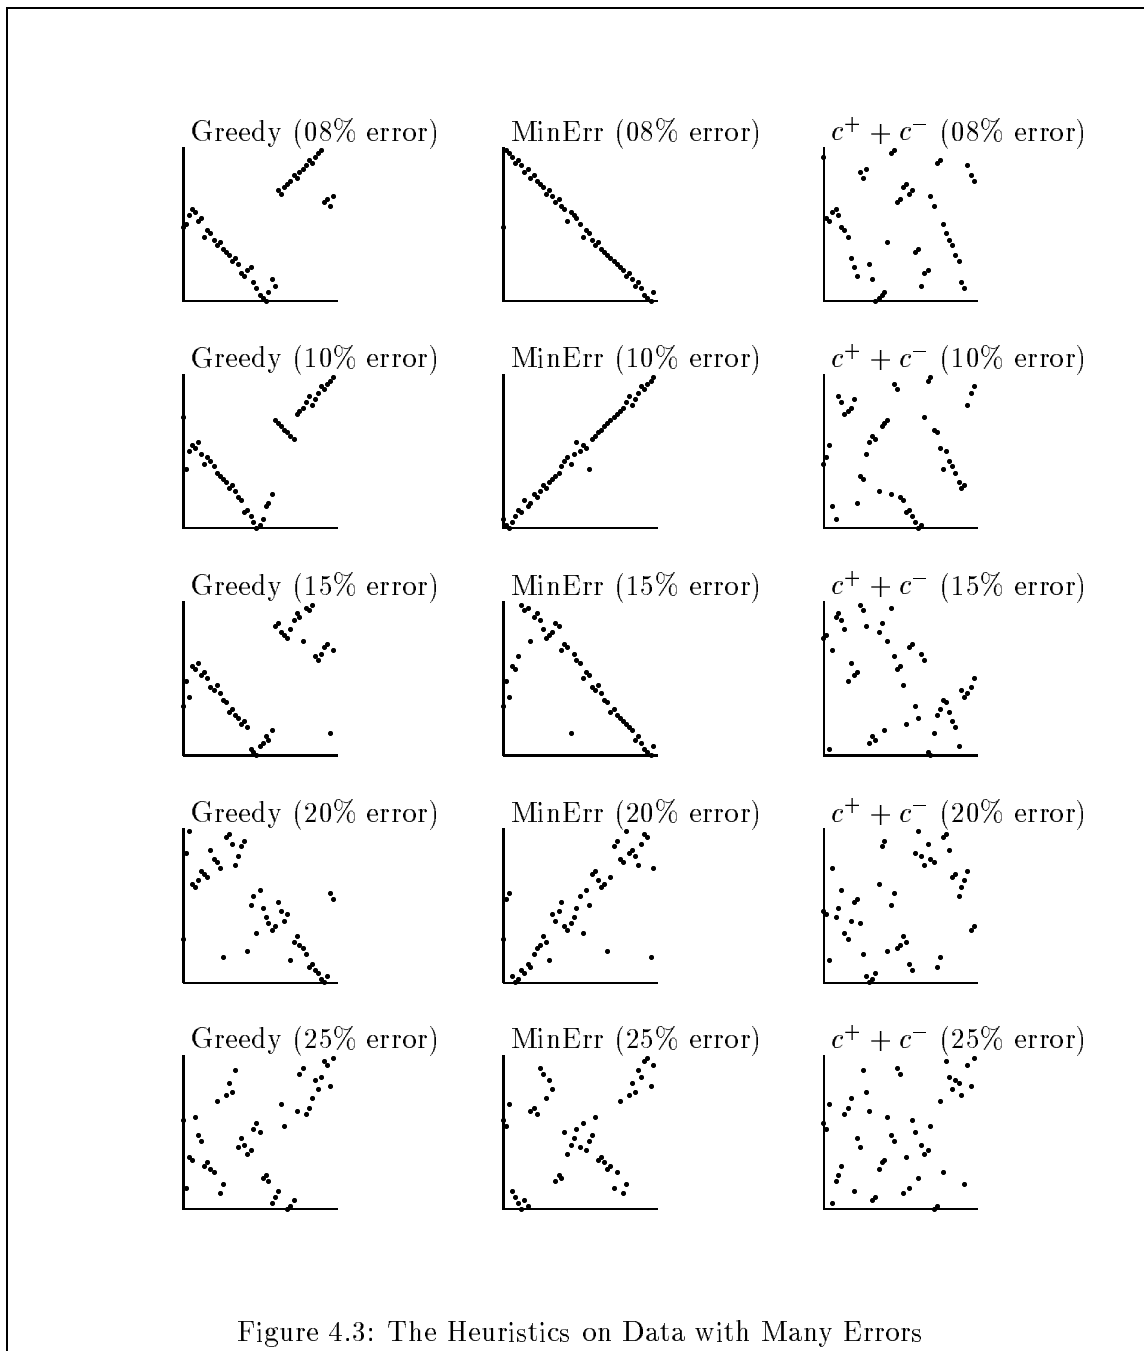 Greedy (08% error) MinErr (08% error) c⁺ + c⁻ (08% error)
Greedy (10% error) MinErr (10% error) c⁺ + c⁻ (10% error)
Greedy (15% error) MinErr (15% error) c⁺ + c⁻ (15% error)
Greedy (20% error) MinErr (20% error) c⁺ + c⁻ (20% error)
Greedy (25% error) MinErr (25% error) c⁺ + c⁻ (25% error)
Figure 4.3: The Heuristics on Data with Many Errors